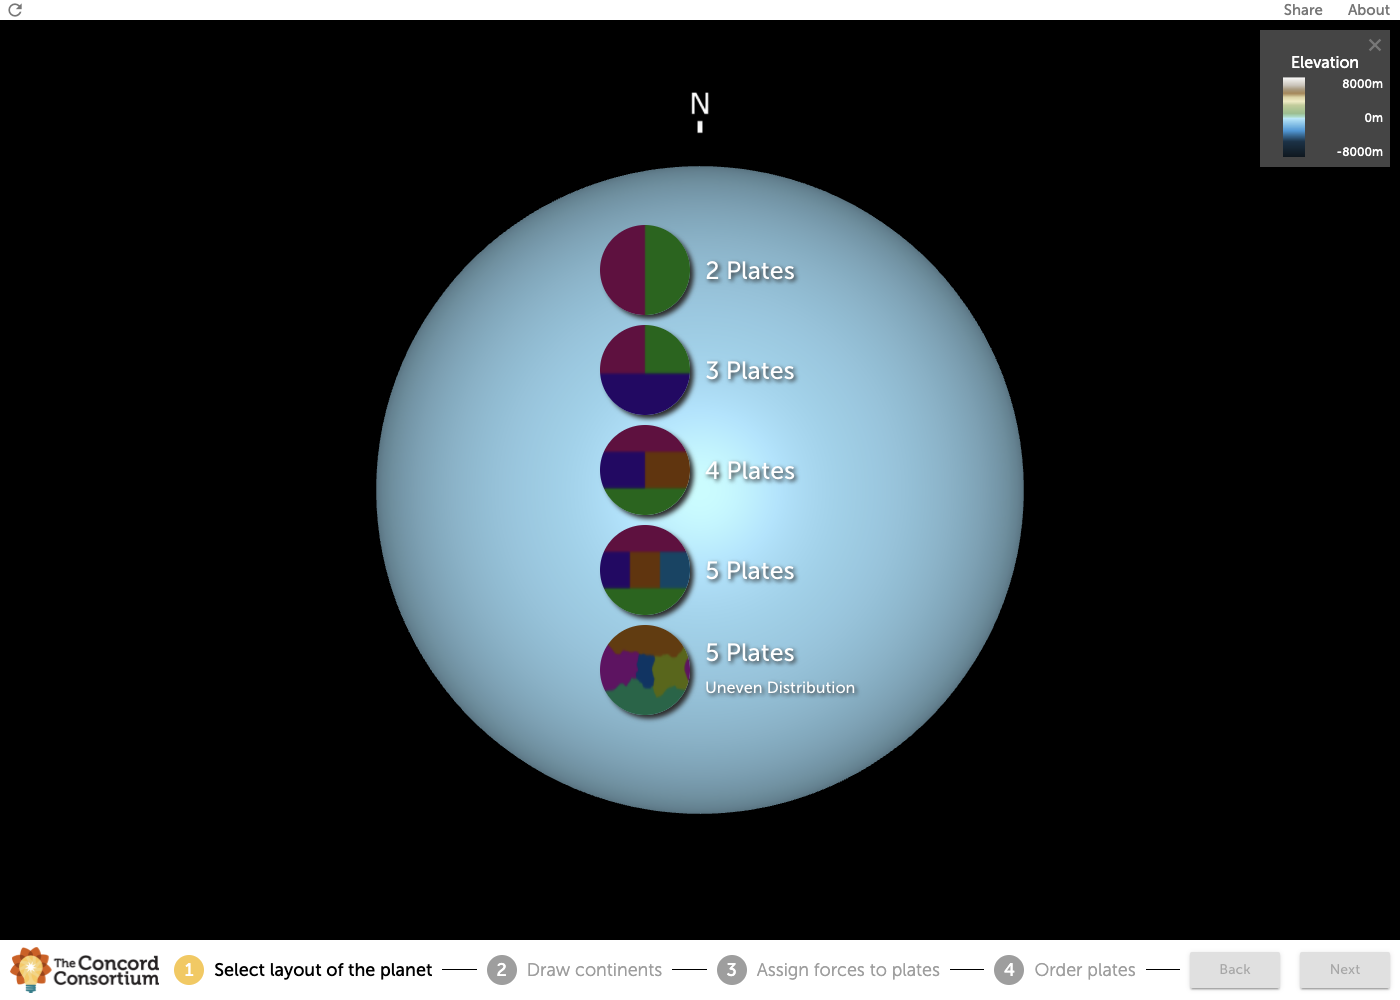 Share About
Elevation
8000m
0m
-8000m
N
2 Plates
3 Plates
4 Plates
5 Plates
5 Plates
Uneven Distribution
The Concord
Consortium
1 Select layout of the planet
2 Draw continents
3 Assign forces to plates
4 Order plates
Back
Next